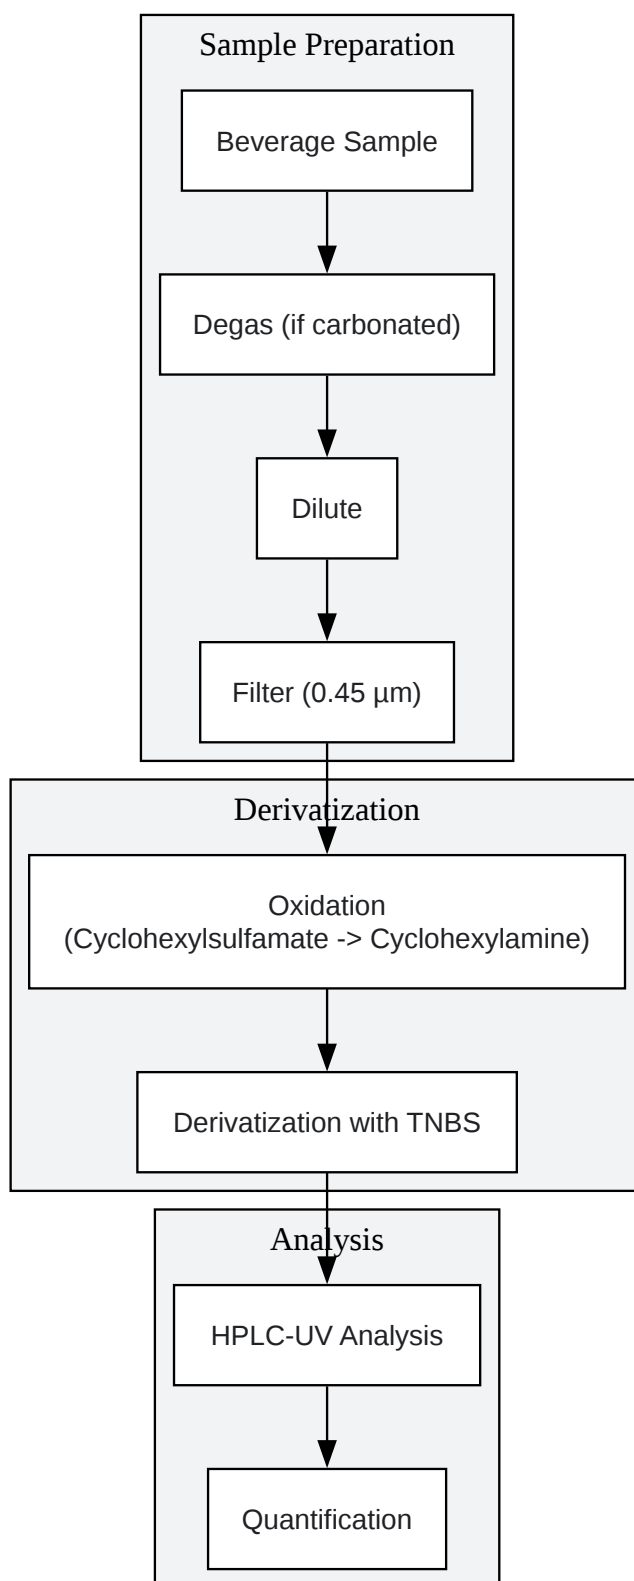 Sample Preparation
Beverage Sample
Degas (if carbonated)
Dilute
Filter (0.45 µm)
Derivatization
Oxidation
(Cyclohexylsulfamate -> Cyclohexylamine)
Derivatization with TNBS
Analysis
HPLC-UV Analysis
Quantification